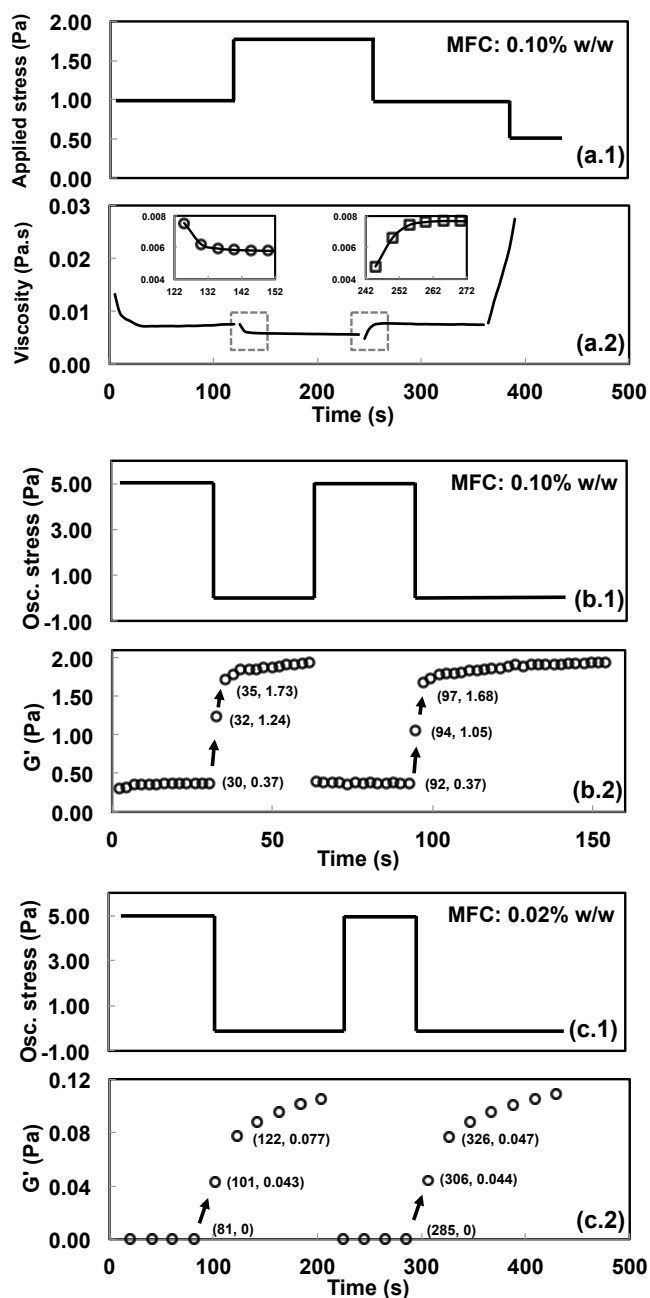 Applied stress (Pa)
2.00
1.50
1.00
0.50
0.00
MFC: 0.10% w/w
(a.1)
Viscosity (Pa.s)
0.03
0.02
0.01
0.00
0.008
0.006
0.004
122 132 142 152
0.008
0.006
0.004
242 252 262 272
(a.2)
0 100 200 300 400 500
Time (s)
Osc. stress (Pa)
5.00
3.00
1.00
-1.00
MFC: 0.10% w/w
(b.1)
G' (Pa)
2.00
1.50
1.00
0.50
0.00
(35, 1.73)
(32, 1.24)
(30, 0.37)
(97, 1.68)
(94, 1.05)
(92, 0.37)
(b.2)
0 50 100 150
Time (s)
Osc. stress (Pa)
5.00
3.00
1.00
-1.00
MFC: 0.02% w/w
(c.1)
G' (Pa)
0.12
0.08
0.04
0.00
(122, 0.077)
(101, 0.043)
(81, 0)
(326, 0.047)
(306, 0.044)
(285, 0)
(c.2)
0 100 200 300 400 500
Time (s)